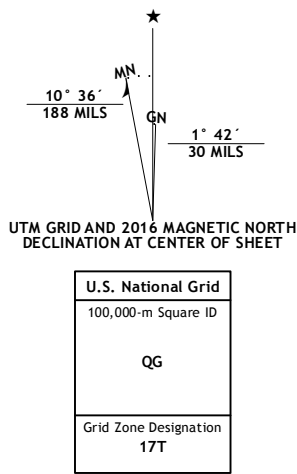 ★
MN
GN
10° 36´
188 MILS
1° 42´
30 MILS
UTM GRID AND 2016 MAGNETIC NORTH
DECLINATION AT CENTER OF SHEET
U.S. National Grid
100,000-m Square ID
QG
Grid Zone Designation
17T